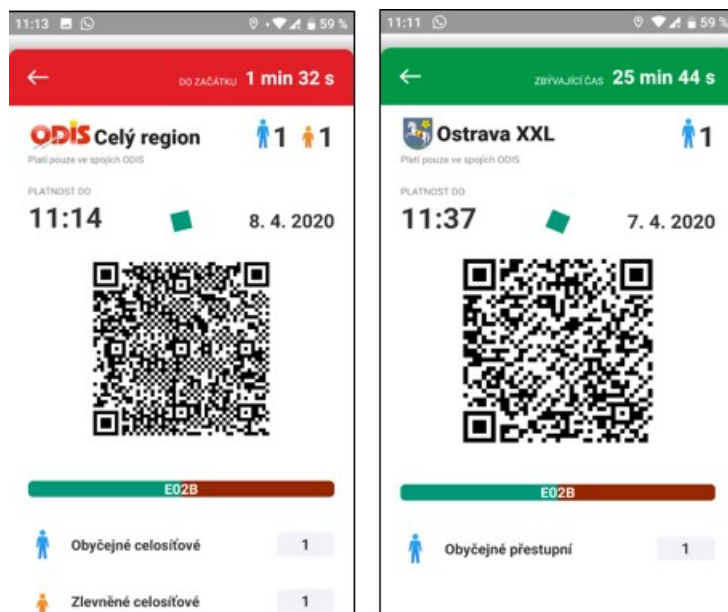 11:13 59 %
DO ZAČÁTKU 1 min 32 s
ODIS Celý region 1 1
Platí pouze ve spojích ODIS
PLATNOST DO
11:14 8. 4. 2020
E02B
Obyčejné celosíťové 1
Zlevněné celosíťové 1
11:11 59 %
ZBÝVAJÍCÍ ČAS 25 min 44 s
Ostrava XXL 1
Platí pouze ve spojích ODIS
PLATNOST DO
11:37 7. 4. 2020
E02B
Obyčejné přestupní 1